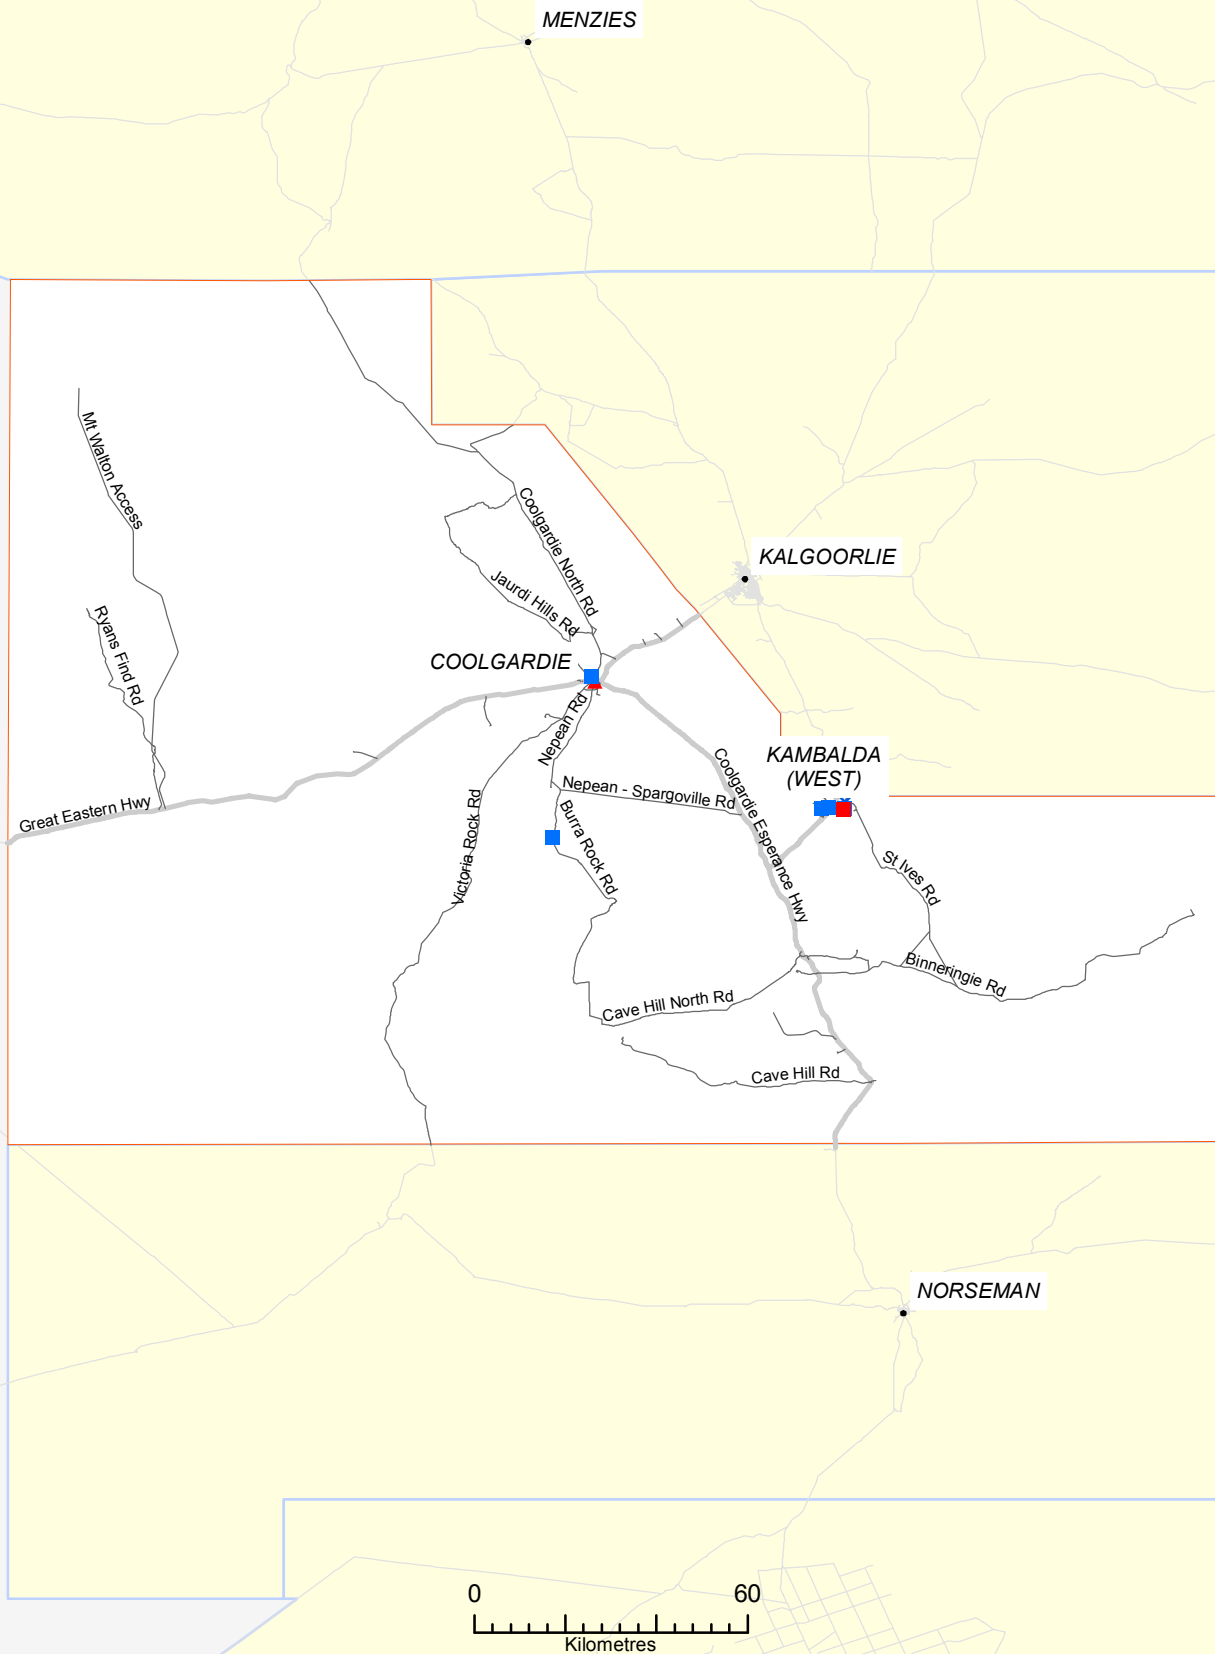 MENZIES
Mt Walton Access
Coolgardie North Rd
KALGOORLIE
Jaurdi Hills Rd
Ryans Find Rd
COOLGARDIE
Nepean Rd
KAMBALDA
(WEST)
Coolgardie Esperance Hwy
Nepean - Spargoville Rd
Great Eastern Hwy
Victoria Rock Rd
Burra Rock Rd
St Ives Rd
Binneringie Rd
Cave Hill North Rd
Cave Hill Rd
NORSEMAN
0 60
Kilometres